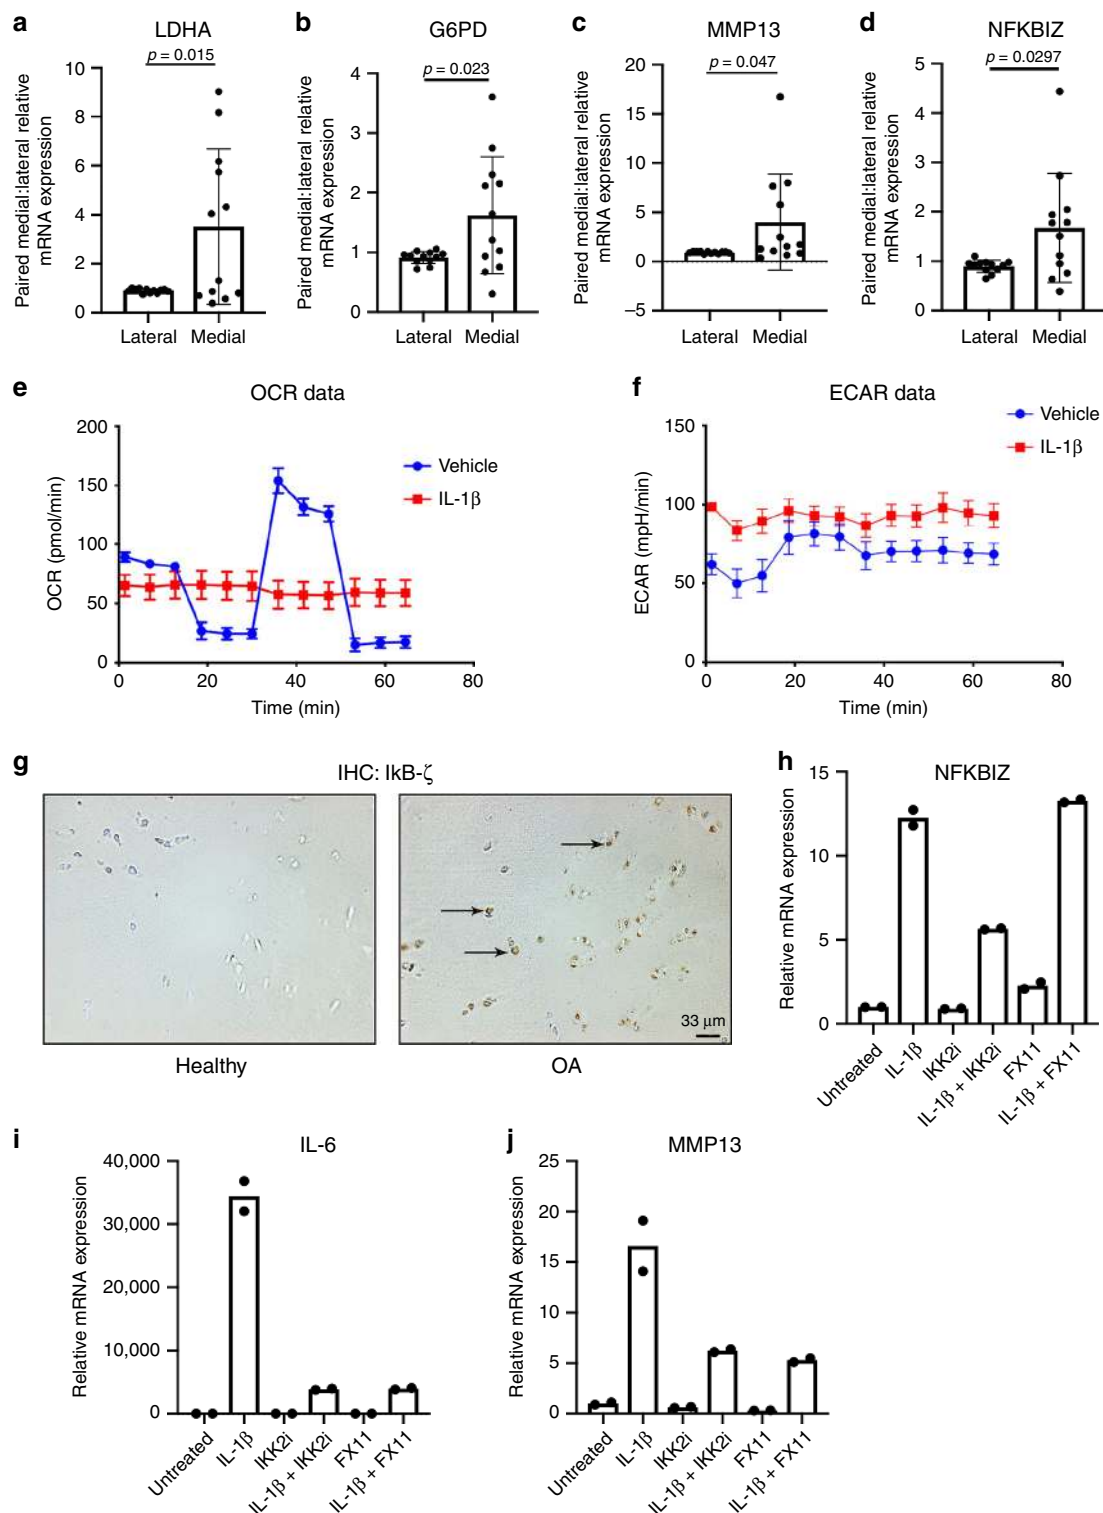 a
LDHA
p = 0.015
Paired medial:lateral relative
mRNA expression
10
8
6
4
2
0
Lateral
Medial
b
G6PD
p = 0.023
Paired medial:lateral relative
mRNA expression
4
3
2
1
0
Lateral
Medial
c
MMP13
p = 0.047
Paired medial:lateral relative
mRNA expression
20
15
10
5
0
–5
Lateral
Medial
d
NFKBIZ
p = 0.0297
Paired medial:lateral relative
mRNA expression
5
4
3
2
1
0
Lateral
Medial
e
OCR data
OCR (pmol/min)
200
150
100
50
0
0
20
40
60
80
Time (min)
Vehicle
IL-1β
f
ECAR data
ECAR (mpH/min)
150
100
50
0
0
20
40
60
80
Time (min)
Vehicle
IL-1β
g
IHC: IkB-ζ
33 μm
Healthy
OA
h
NFKBIZ
Relative mRNA expression
15
10
5
0
Untreated
IL-1β
IKK2i
IL-1β + IKK2i
FX11
IL-1β + FX11
i
IL-6
Relative mRNA expression
40,000
30,000
20,000
10,000
0
Untreated
IL-1β
IKK2i
IL-1β + IKK2i
FX11
IL-1β + FX11
j
MMP13
Relative mRNA expression
25
20
15
10
5
0
Untreated
IL-1β
IKK2i
IL-1β + IKK2i
FX11
IL-1β + FX11